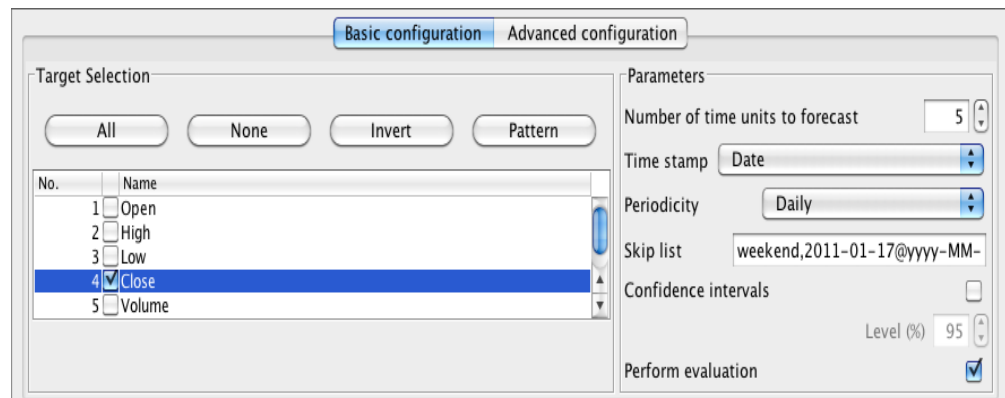 Basic configuration Advanced configuration
Target Selection
All None Invert Pattern
No. Name
1 Open
2 High
3 Low
4 Close
5 Volume
Parameters
Number of time units to forecast 5
Time stamp Date
Periodicity Daily
Skip list weekend,2011-01-17@yyyy-MM-
Confidence intervals
Level (%) 95
Perform evaluation